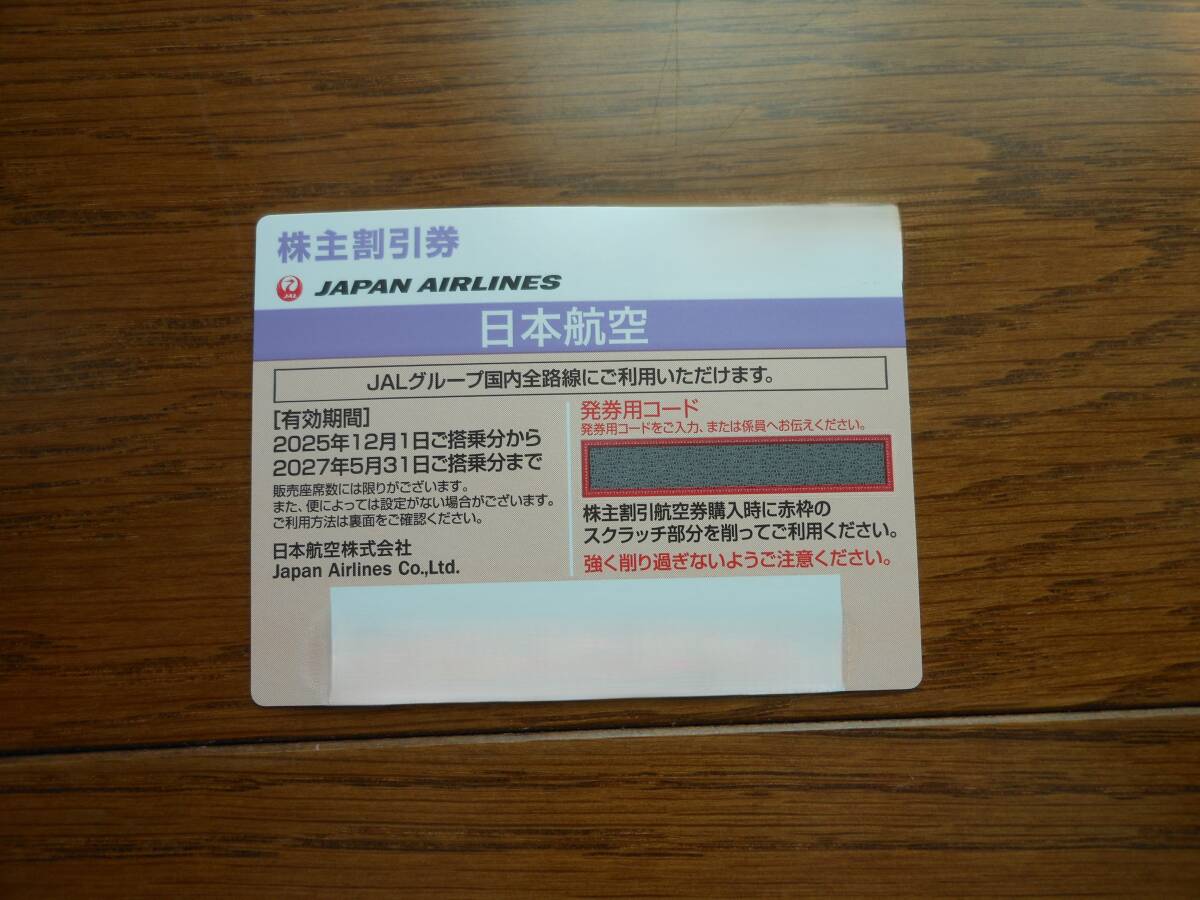 株主割引券
JAL JAPAN AIRLINES
日本航空
JALグループ国内全路線にご利用いただけます。
[有効期間]
2025年12月1日ご搭乗分から
2027年5月31日ご搭乗分まで
販売座席数には限りがございます。
また、便によっては設定がない場合がございます。
ご利用方法は裏面をご確認ください。
日本航空株式会社
Japan Airlines Co.,Ltd.
発券用コード
発券用コードをご入力、または係員へお伝えください。
株主割引航空券購入時に赤枠の
スクラッチ部分を削ってご利用ください。
強く削り過ぎないようご注意ください。